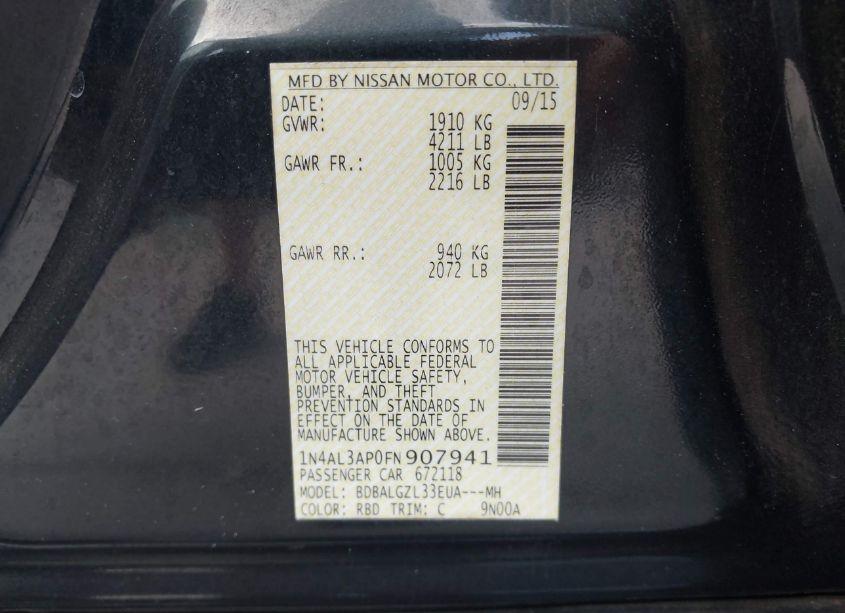 MFD BY NISSAN MOTOR CO., LTD.
DATE: 09/15
GVWR: 1910 KG
4211 LB
GAWR FR.: 1005 KG
2216 LB
GAWR RR.: 940 KG
2072 LB
THIS VEHICLE CONFORMS TO
ALL APPLICABLE FEDERAL
MOTOR VEHICLE SAFETY,
BUMPER, AND THEFT
PREVENTION STANDARDS IN
EFFECT ON THE DATE OF
MANUFACTURE SHOWN ABOVE.
1N4AL3AP0FN907941
PASSENGER CAR 672118
MODEL: BDBALGZL33EUA---MH
COLOR: RBD TRIM: C 9N00A